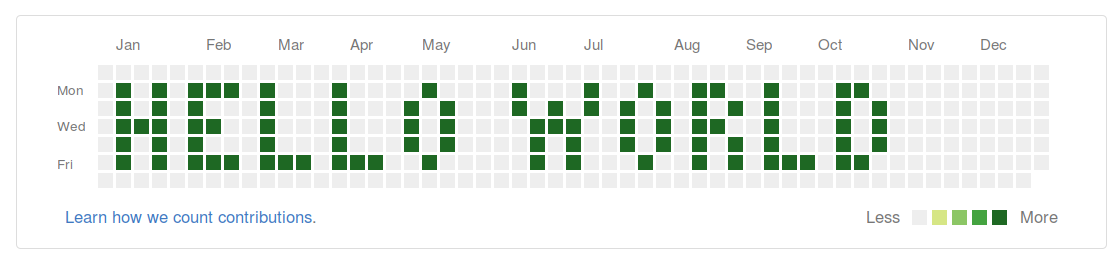 Jan Feb Mar Apr May Jun Jul Aug Sep Oct Nov Dec
Mon
Wed
Fri
HELLO WORLD
Learn how we count contributions. Less More